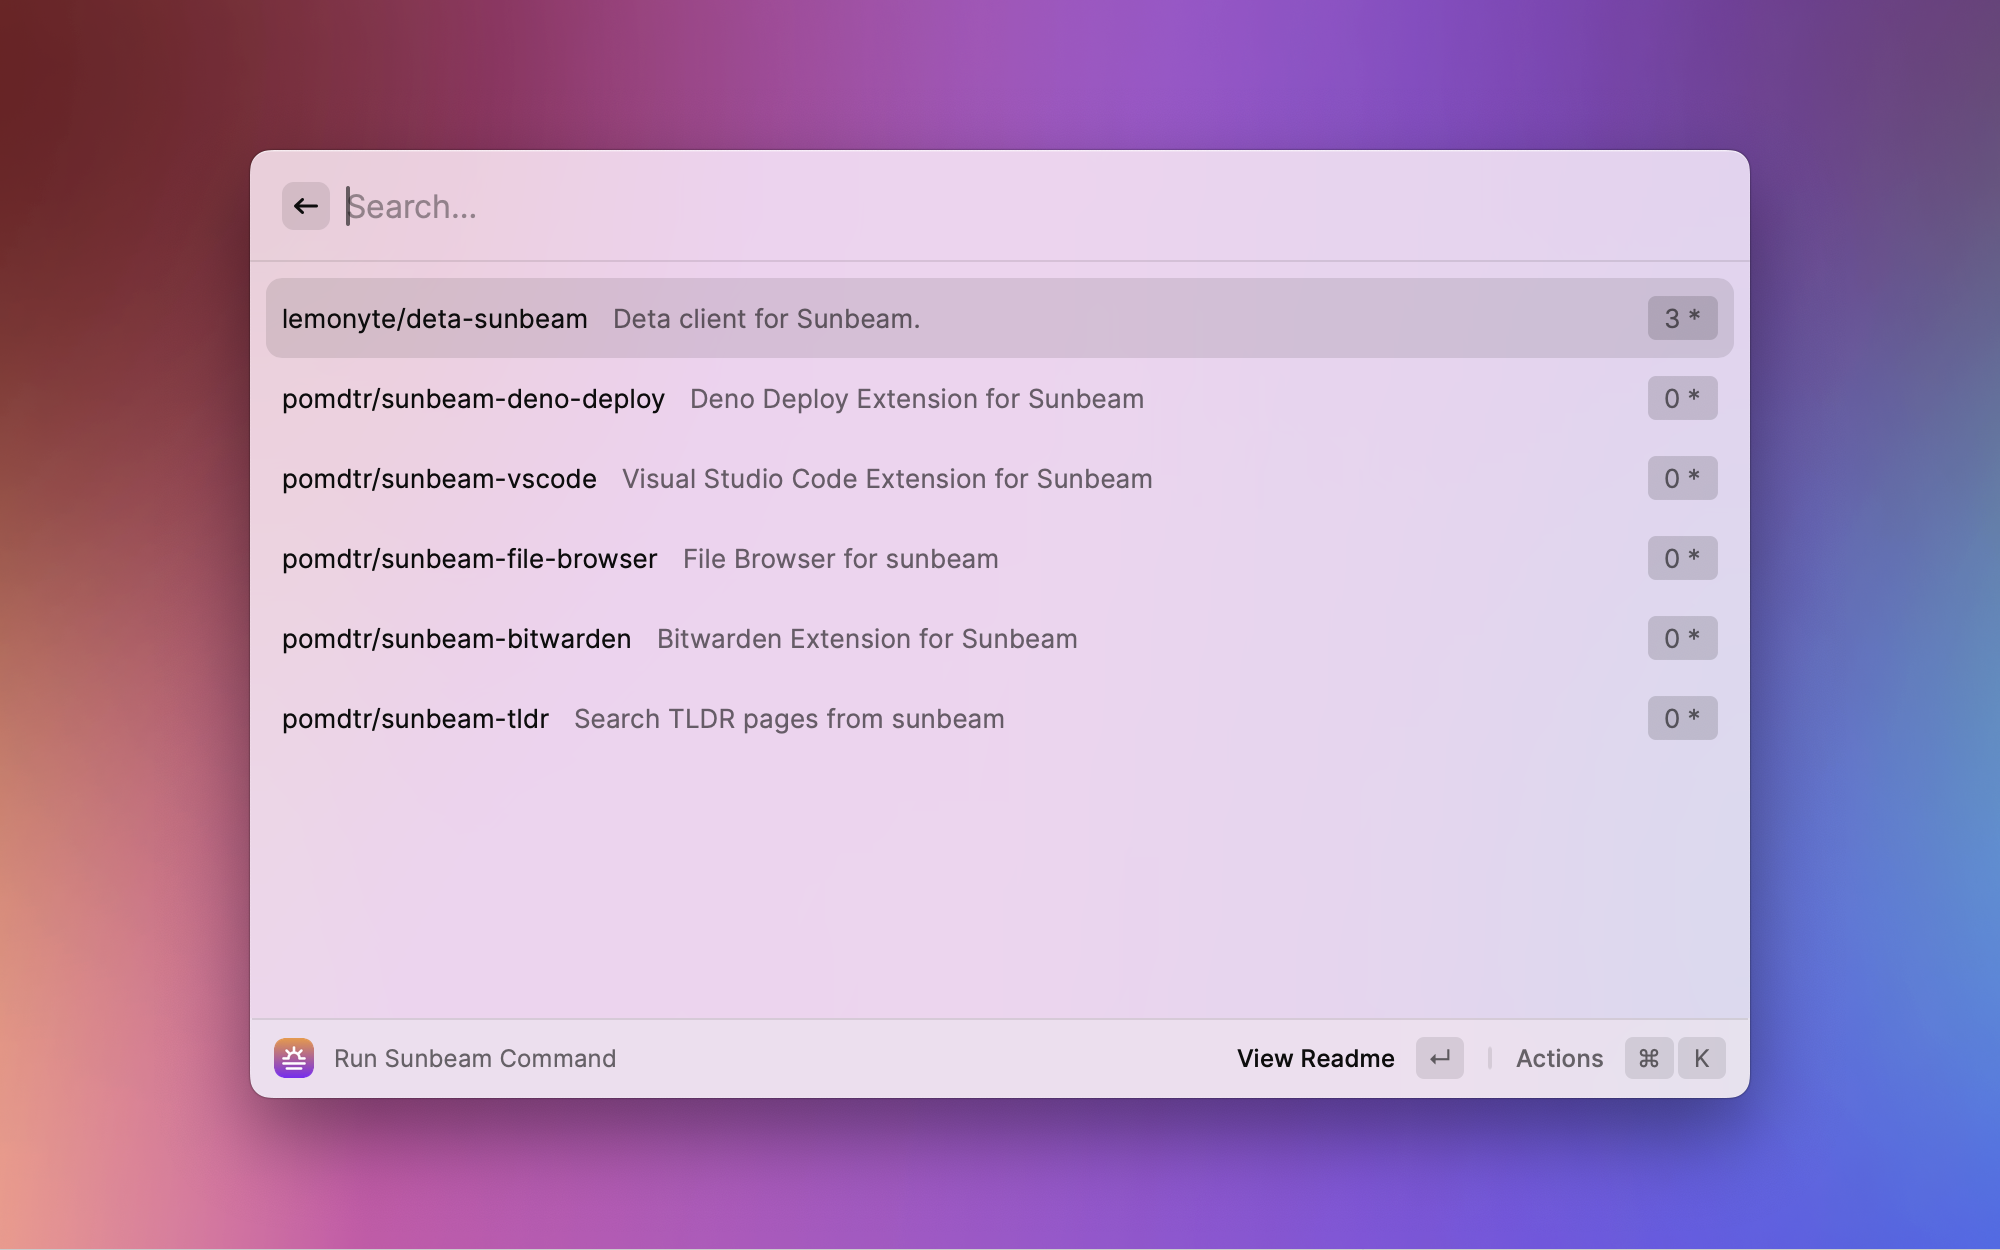 Search...
lemonyte/deta-sunbeam Deta client for Sunbeam. 3 *
pomdtr/sunbeam-deno-deploy Deno Deploy Extension for Sunbeam 0 *
pomdtr/sunbeam-vscode Visual Studio Code Extension for Sunbeam 0 *
pomdtr/sunbeam-file-browser File Browser for sunbeam 0 *
pomdtr/sunbeam-bitwarden Bitwarden Extension for Sunbeam 0 *
pomdtr/sunbeam-tldr Search TLDR pages from sunbeam 0 *
Run Sunbeam Command View Readme ↵ Actions ⌘ K